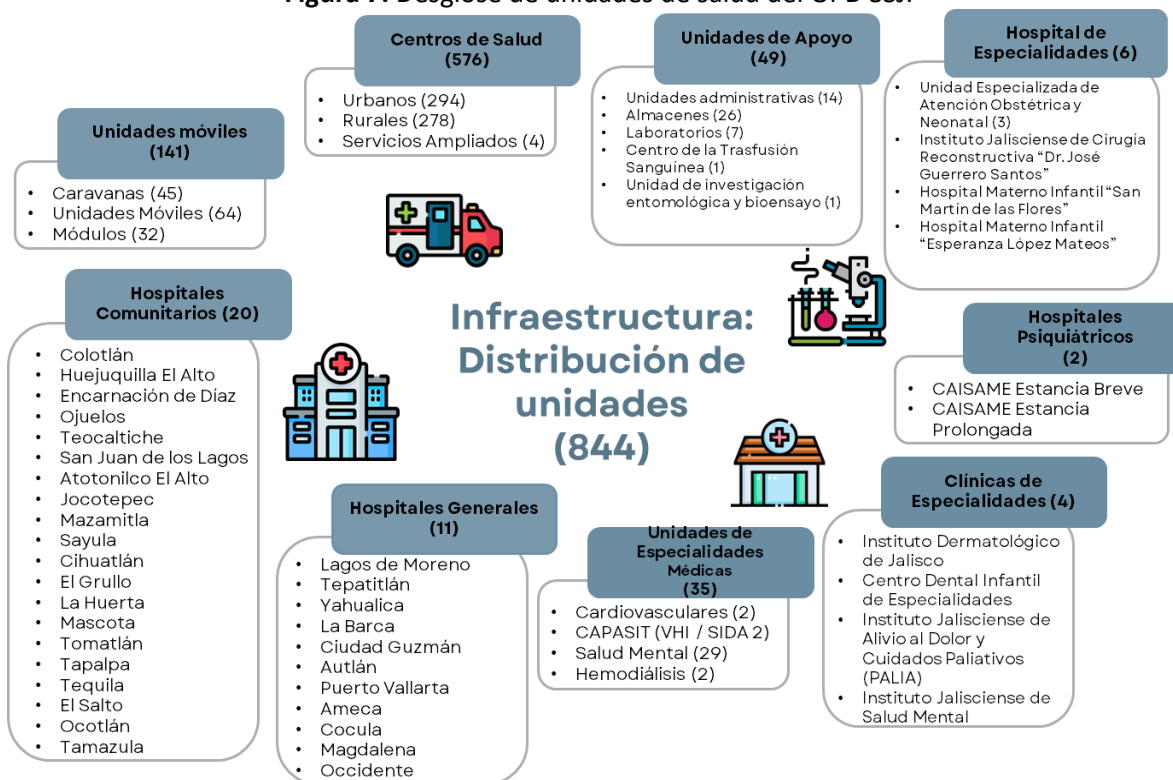 Figura 7. Desglose de unidades de salud del OPD SSJ.
Centros de Salud
(576)
• Urbanos (294)
• Rurales (278)
• Servicios Ampliados (4)
Unidades de Apoyo
(49)
• Unidades administrativas (14)
• Almacenes (26)
• Laboratorios (7)
• Centro de la Trasfusión
Sanguínea (1)
• Unidad de investigación
entomológica y bioensayo (1)
Hospital de
Especialidades (6)
• Unidad Especializada de
Atención Obstétrica y
Neonatal (3)
• Instituto Jalisciense de Cirugía
Reconstructiva “Dr. José
Guerrero Santos”
• Hospital Materno Infantil “San
Martín de las Flores”
• Hospital Materno Infantil
“Esperanza López Mateos”
Unidades móviles
(141)
• Caravanas (45)
• Unidades Móviles (64)
• Módulos (32)
Hospitales
Comunitarios (20)
• Colotlán
• Huejuquilla El Alto
• Encarnación de Díaz
• Ojuelos
• Teocaltiche
• San Juan de los Lagos
• Atotonilco El Alto
• Jocotepec
• Mazamitla
• Sayula
• Cihuatlán
• El Grullo
• La Huerta
• Mascota
• Tomatlán
• Tapalpa
• Tequila
• El Salto
• Ocotlán
• Tamazula
Infraestructura:
Distribución de
unidades
(844)
Hospitales
Psiquiátricos
(2)
• CAISAME Estancia Breve
• CAISAME Estancia
Prolongada
Hospitales Generales
(11)
• Lagos de Moreno
• Tepatitlán
• Yahualica
• La Barca
• Ciudad Guzmán
• Autlán
• Puerto Vallarta
• Ameca
• Cocula
• Magdalena
• Occidente
Unidades de
Especialidades
Médicas
(35)
• Cardiovasculares (2)
• CAPASIT (VHI / SIDA 2)
• Salud Mental (29)
• Hemodiálisis (2)
Clínicas de
Especialidades (4)
• Instituto Dermatológico
de Jalisco
• Centro Dental Infantil
de Especialidades
• Instituto Jalisciense de
Alivio al Dolor y
Cuidados Paliativos
(PALIA)
• Instituto Jalisciense de
Salud Mental